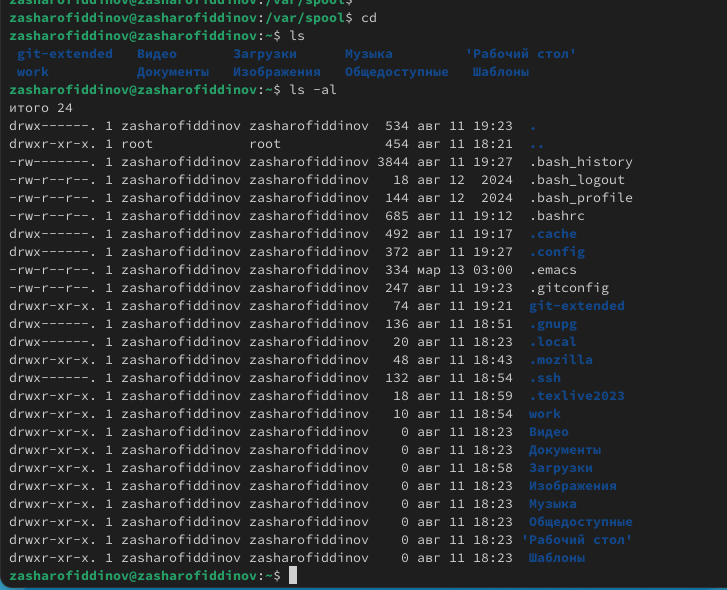 zasharofiddinov@zasharofiddinov:/var/spool$
zasharofiddinov@zasharofiddinov:/var/spool$ cd
zasharofiddinov@zasharofiddinov:~$ ls
git-extended Видео Загрузки Музыка 'Рабочий стол'
work Документы Изображения Общедоступные Шаблоны
zasharofiddinov@zasharofiddinov:~$ ls -al
итого 24
drwx------. 1 zasharofiddinov zasharofiddinov 534 авг 11 19:23 .
drwxr-xr-x. 1 root root 454 авг 11 18:21 ..
-rw-------. 1 zasharofiddinov zasharofiddinov 3844 авг 11 19:27 .bash_history
-rw-r--r--. 1 zasharofiddinov zasharofiddinov 18 авг 12 2024 .bash_logout
-rw-r--r--. 1 zasharofiddinov zasharofiddinov 144 авг 12 2024 .bash_profile
-rw-r--r--. 1 zasharofiddinov zasharofiddinov 685 авг 11 19:12 .bashrc
drwx------. 1 zasharofiddinov zasharofiddinov 492 авг 11 19:17 .cache
drwx------. 1 zasharofiddinov zasharofiddinov 372 авг 11 19:27 .config
-rw-r--r--. 1 zasharofiddinov zasharofiddinov 334 мар 13 03:00 .emacs
-rw-r--r--. 1 zasharofiddinov zasharofiddinov 247 авг 11 19:23 .gitconfig
drwxr-xr-x. 1 zasharofiddinov zasharofiddinov 74 авг 11 19:21 git-extended
drwx------. 1 zasharofiddinov zasharofiddinov 136 авг 11 18:51 .gnupg
drwx------. 1 zasharofiddinov zasharofiddinov 20 авг 11 18:23 .local
drwxr-xr-x. 1 zasharofiddinov zasharofiddinov 48 авг 11 18:43 .mozilla
drwx------. 1 zasharofiddinov zasharofiddinov 132 авг 11 18:54 .ssh
drwxr-xr-x. 1 zasharofiddinov zasharofiddinov 18 авг 11 18:59 .texlive2023
drwxr-xr-x. 1 zasharofiddinov zasharofiddinov 10 авг 11 18:54 work
drwxr-xr-x. 1 zasharofiddinov zasharofiddinov 0 авг 11 18:23 Видео
drwxr-xr-x. 1 zasharofiddinov zasharofiddinov 0 авг 11 18:23 Документы
drwxr-xr-x. 1 zasharofiddinov zasharofiddinov 0 авг 11 18:58 Загрузки
drwxr-xr-x. 1 zasharofiddinov zasharofiddinov 0 авг 11 18:23 Изображения
drwxr-xr-x. 1 zasharofiddinov zasharofiddinov 0 авг 11 18:23 Музыка
drwxr-xr-x. 1 zasharofiddinov zasharofiddinov 0 авг 11 18:23 Общедоступные
drwxr-xr-x. 1 zasharofiddinov zasharofiddinov 0 авг 11 18:23 'Рабочий стол'
drwxr-xr-x. 1 zasharofiddinov zasharofiddinov 0 авг 11 18:23 Шаблоны
zasharofiddinov@zasharofiddinov:~$